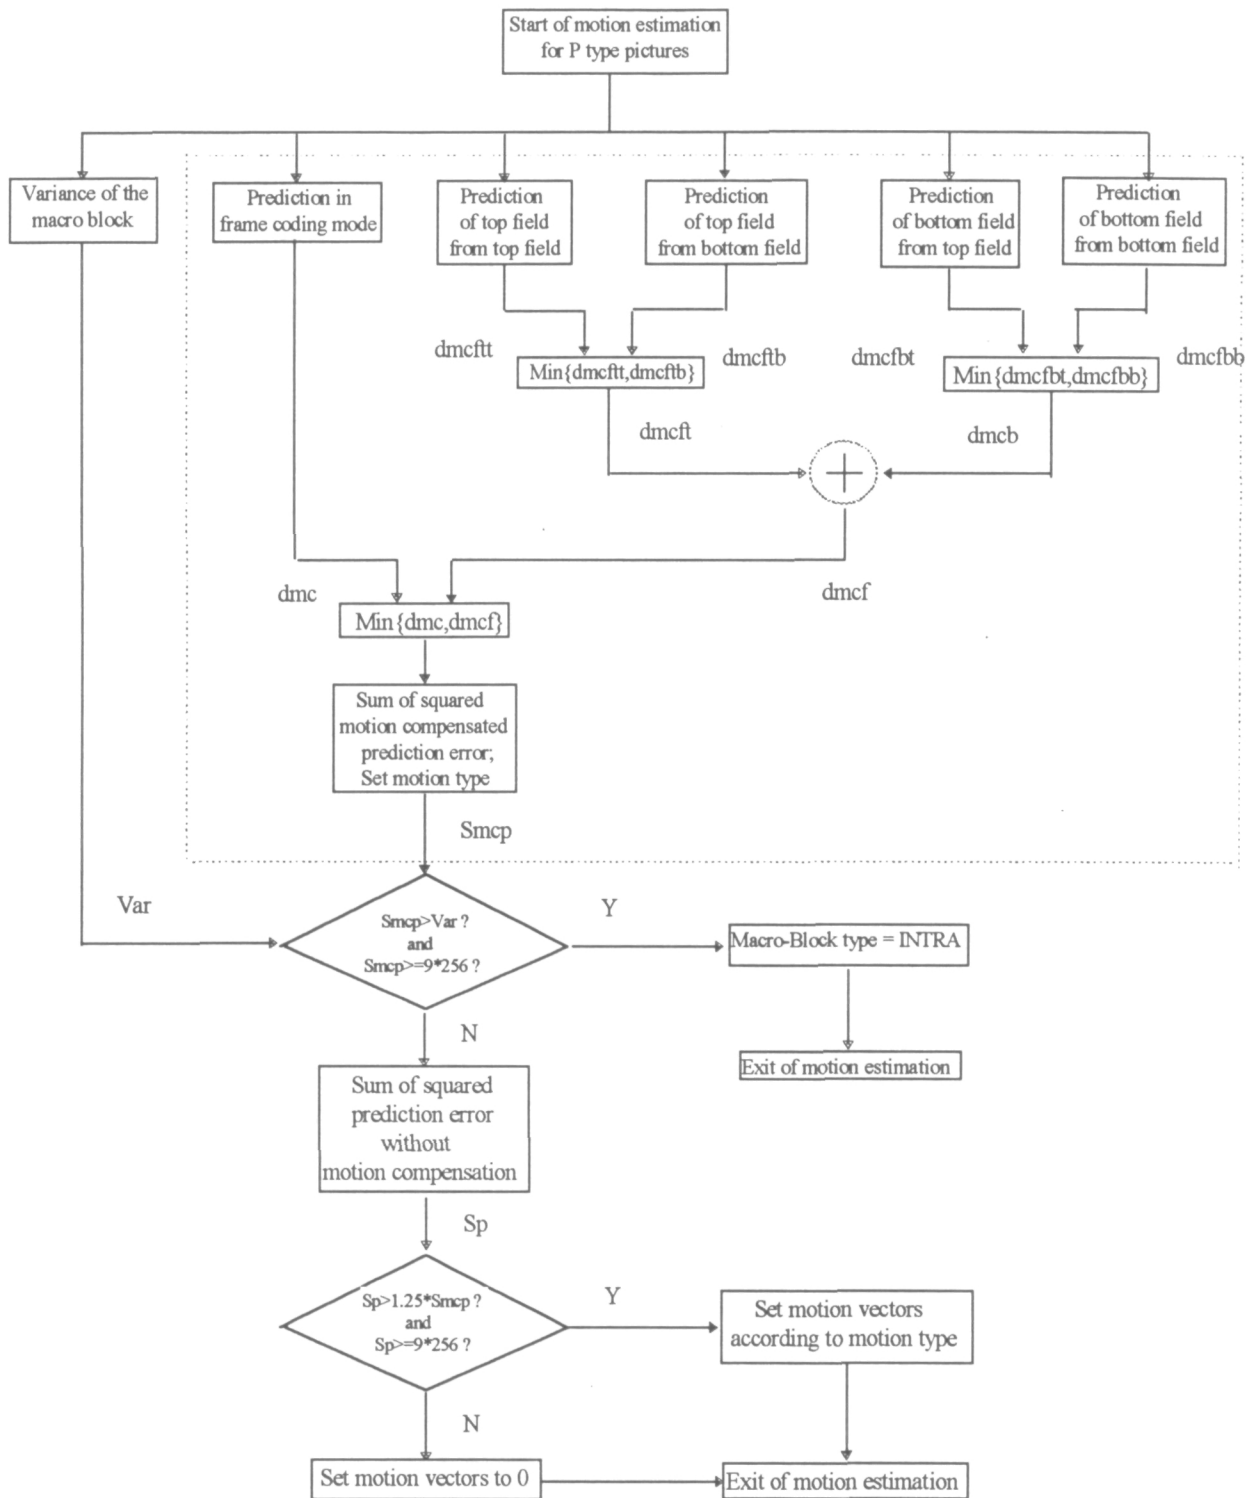 Start of motion estimation
for P type pictures
Variance of the
macro block
Prediction in
frame coding mode
Prediction
of top field
from top field
Prediction
of top field
from bottom field
Prediction
of bottom field
from top field
Prediction
of bottom field
from bottom field
dmcftt
Min{dmcftt,dmcftb}
dmcftb
dmcfbt
Min{dmcfbt,dmcfbb}
dmcfbb
dmcft
dmcb
+
dmc
dmcf
Min{dmc,dmcf}
Sum of squared
motion compensated
prediction error;
Set motion type
Smcp
Var
Smcp>Var ?
and
Smcp>=9*256 ?
Y
Macro-Block type = INTRA
N
Exit of motion estimation
Sum of squared
prediction error
without
motion compensation
Sp
Sp>1.25*Smcp ?
and
Sp>=9*256 ?
Y
Set motion vectors
according to motion type
N
Set motion vectors to 0
Exit of motion estimation